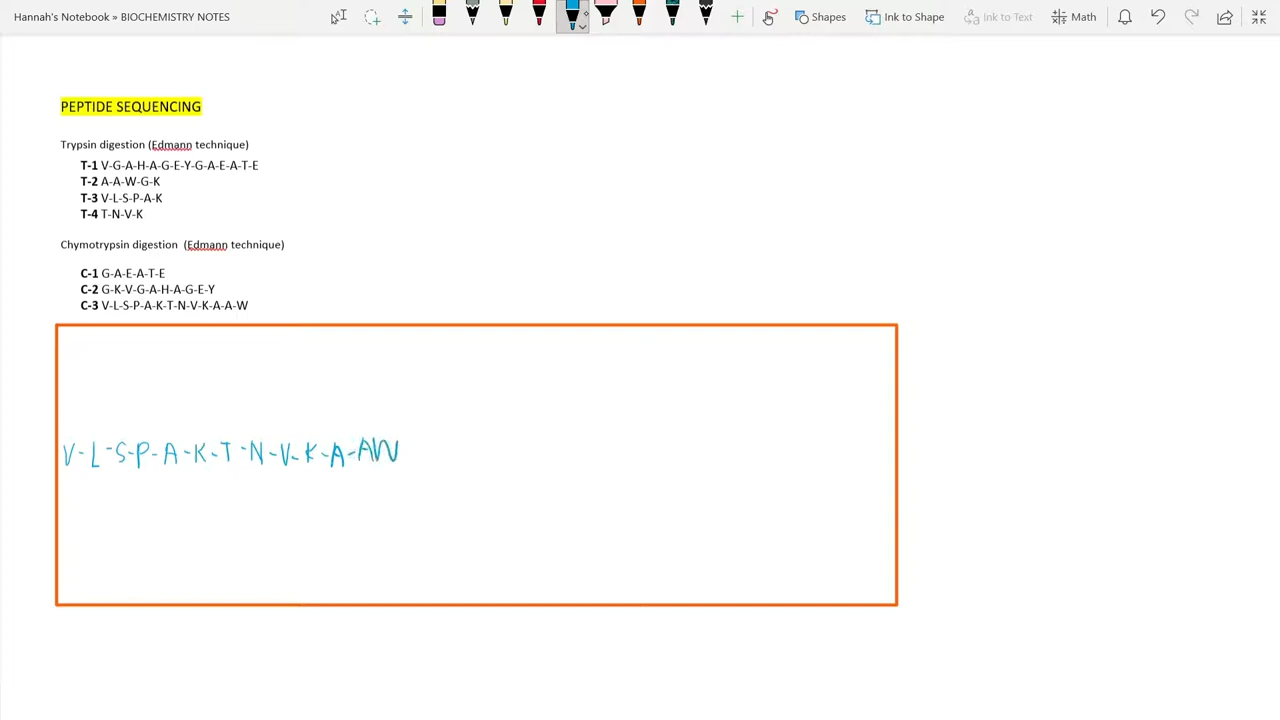 Hannah's Notebook » BIOCHEMISTRY NOTES
Shapes
Ink to Shape
Ink to Text
Math
PEPTIDE SEQUENCING
Trypsin digestion (Edmann technique)
T-1 V-G-A-H-A-G-E-Y-G-A-E-A-T-E
T-2 A-A-W-G-K
T-3 V-L-S-P-A-K
T-4 T-N-V-K
Chymotrypsin digestion (Edmann technique)
C-1 G-A-E-A-T-E
C-2 G-K-V-G-A-H-A-G-E-Y
C-3 V-L-S-P-A-K-T-N-V-K-A-A-W
V-L-S-P-A-K-T-N-V-K-A-AW